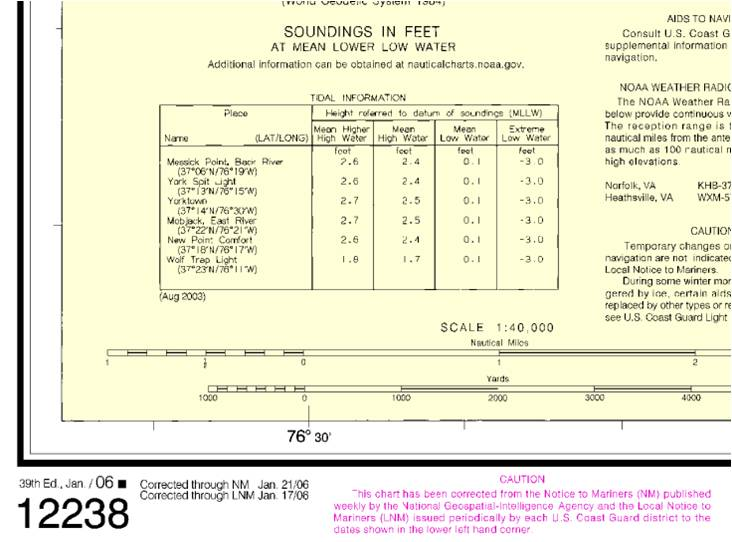 (World Geodetic System 1984)
SOUNDINGS IN FEET
AT MEAN LOWER LOW WATER
Additional information can be obtained at nauticalcharts.noaa.gov.
TIDAL INFORMATION
Place Height referred to datum of soundings (MLLW)
Name (LAT/LONG) Mean Higher High Water Mean High Water Mean Low Water Extreme Low Water
feet feet feet feet
Messick Point, Back River 2.6 2.4 0.1 -3.0
(37°06'N/76°19'W)
York Spit Light 2.6 2.4 0.1 -3.0
(37°13'N/76°15'W)
Yorktown 2.7 2.5 0.1 -3.0
(37°14'N/76°30'W)
Mobjack, East River 2.7 2.5 0.1 -3.0
(37°22'N/76°21'W)
New Point Comfort 2.6 2.4 0.1 -3.0
(37°18'N/76°17'W)
Wolf Trap Light 1.8 1.7 0.1 -3.0
(37°23'N/76°11'W)
(Aug 2003)
SCALE 1:40,000
Nautical Miles
1 ½ 0 1 2
Yards
1000 0 1000 2000 3000 4000
76° 30'
AIDS TO NAVI
Consult U.S. Coast G
supplemental information
navigation.
NOAA WEATHER RADIO
The NOAA Weather Ra
below provide continuous w
The reception range is t
nautical miles from the ante
as much as 100 nautical m
high elevations.
Norfolk, VA KHB-37
Heathsville, VA WXM-5
CAUTION
Temporary changes or
navigation are not indicated
Local Notice to Mariners.
During some winter mon
gered by ice, certain aids
replaced by other types or re
see U.S. Coast Guard Light
39th Ed., Jan. / 06 ■ Corrected through NM Jan. 21/06
Corrected through LNM Jan. 17/06
12238
CAUTION
This chart has been corrected from the Notice to Mariners (NM) published
weekly by the National Geospatial-Intelligence Agency and the Local Notice to
Mariners (LNM) issued periodically by each U.S. Coast Guard district to the
dates shown in the lower left hand corner.